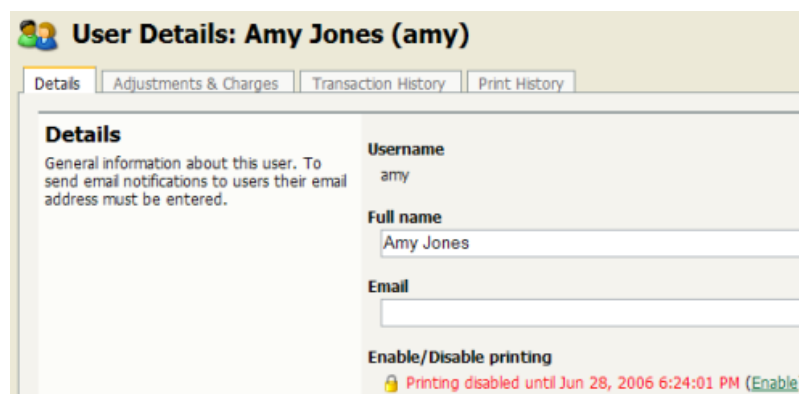 User Details: Amy Jones (amy)
Details Adjustments & Charges Transaction History Print History
Details
General information about this user. To
send email notifications to users their email
address must be entered.
Username
amy
Full name
Amy Jones
Email
Enable/Disable printing
Printing disabled until Jun 28, 2006 6:24:01 PM (Enable)